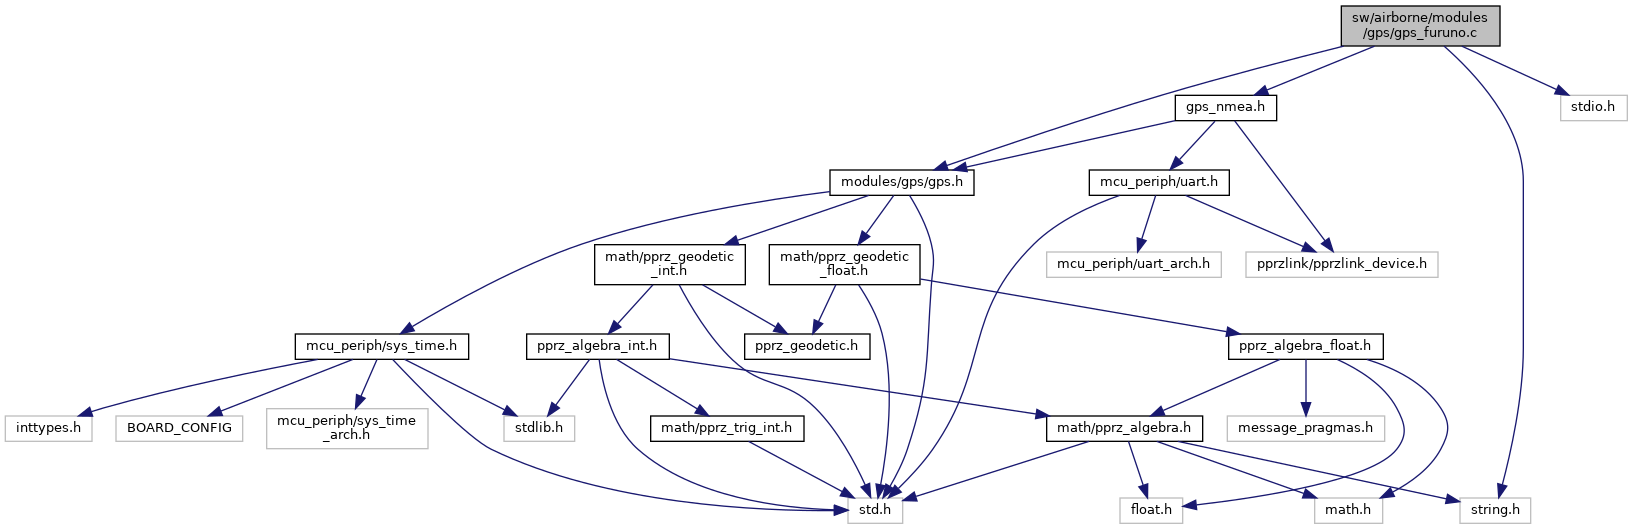 sw/airborne/modules
/gps/gps_furuno.c
gps_nmea.h
stdio.h
modules/gps/gps.h
mcu_periph/uart.h
math/pprz_geodetic
_int.h
math/pprz_geodetic
_float.h
mcu_periph/uart_arch.h
pprzlink/pprzlink_device.h
mcu_periph/sys_time.h
pprz_algebra_int.h
pprz_geodetic.h
pprz_algebra_float.h
inttypes.h
BOARD_CONFIG
mcu_periph/sys_time
_arch.h
stdlib.h
math/pprz_trig_int.h
math/pprz_algebra.h
message_pragmas.h
std.h
float.h
math.h
string.h